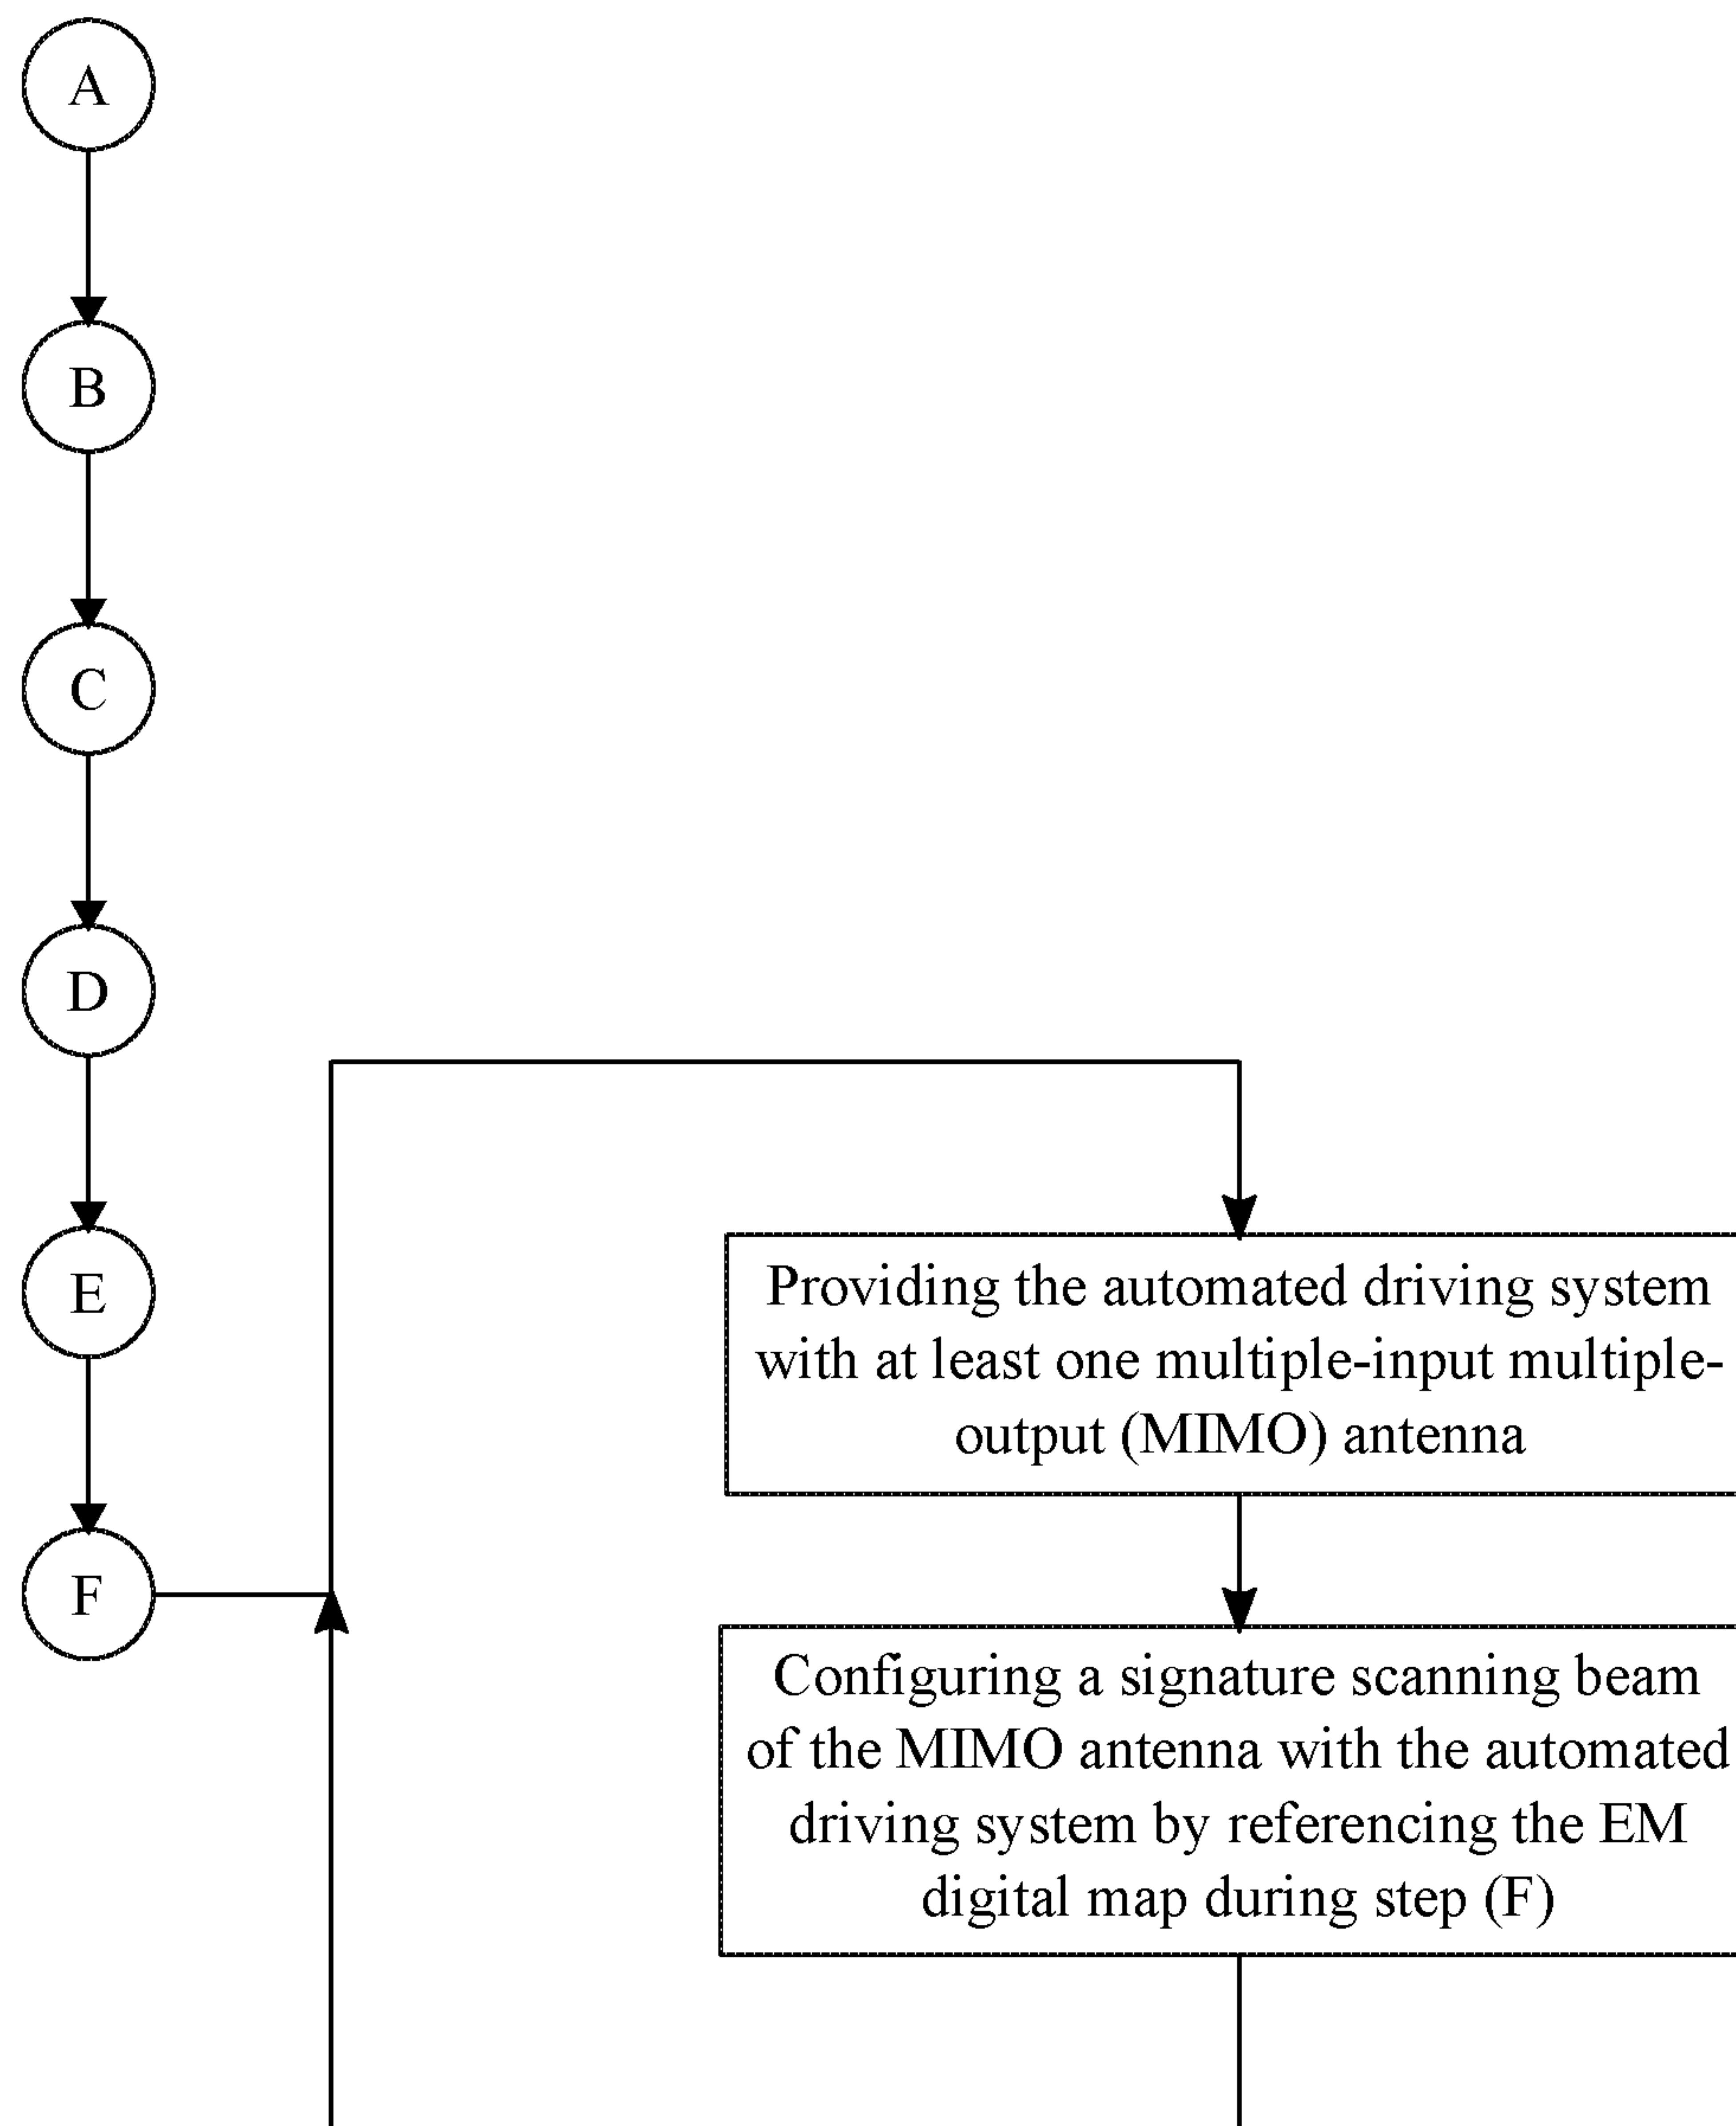 A
B
C
D
E
F
Providing the automated driving system
with at least one multiple-input multiple-
output (MIMO) antenna
Configuring a signature scanning beam
of the MIMO antenna with the automated
driving system by referencing the EM
digital map during step (F)